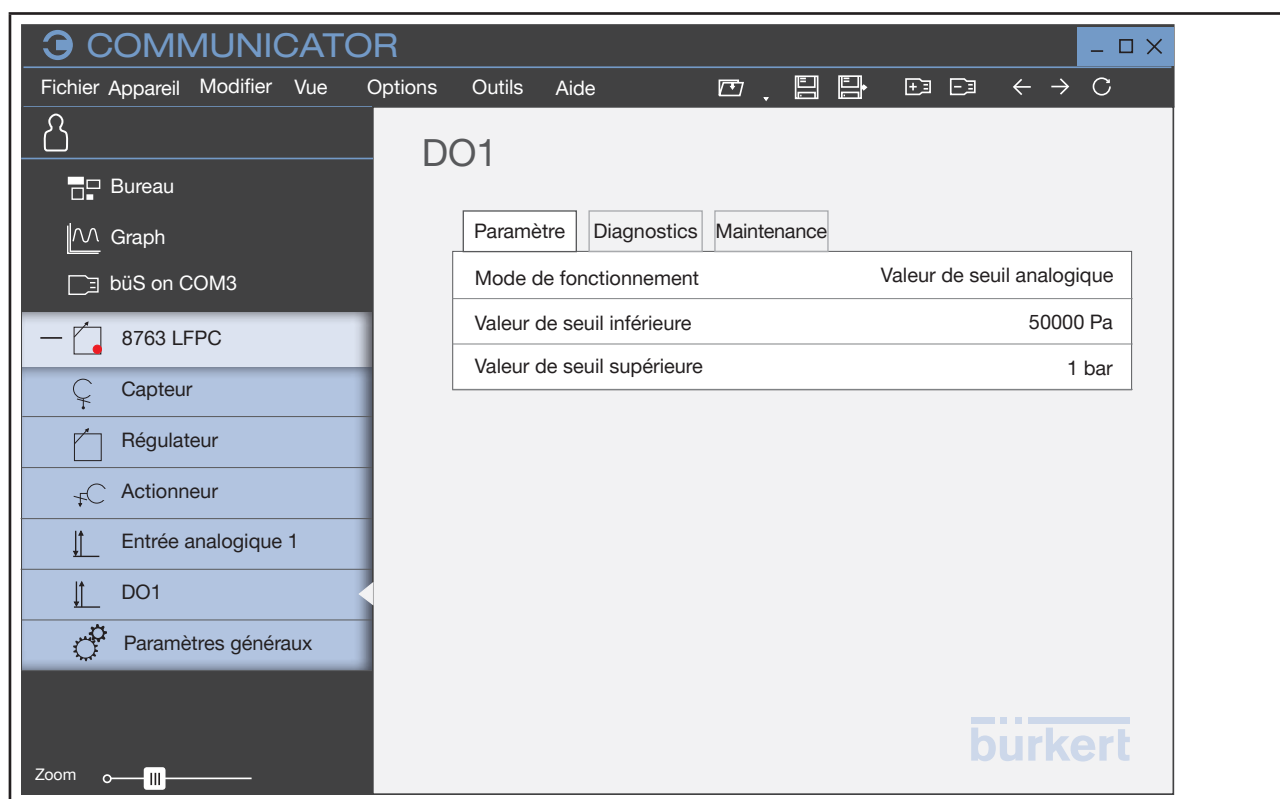 COMMUNICATOR
Fichier Appareil Modifier Vue Options Outils Aide
Bureau
Graph
büS on COM3
8763 LFPC
Capteur
Régulateur
Actionneur
Entrée analogique 1
DO1
Paramètres généraux
Zoom
DO1
Paramètre Diagnostics Maintenance
Mode de fonctionnement Valeur de seuil analogique
Valeur de seuil inférieure 50000 Pa
Valeur de seuil supérieure 1 bar
bürkert